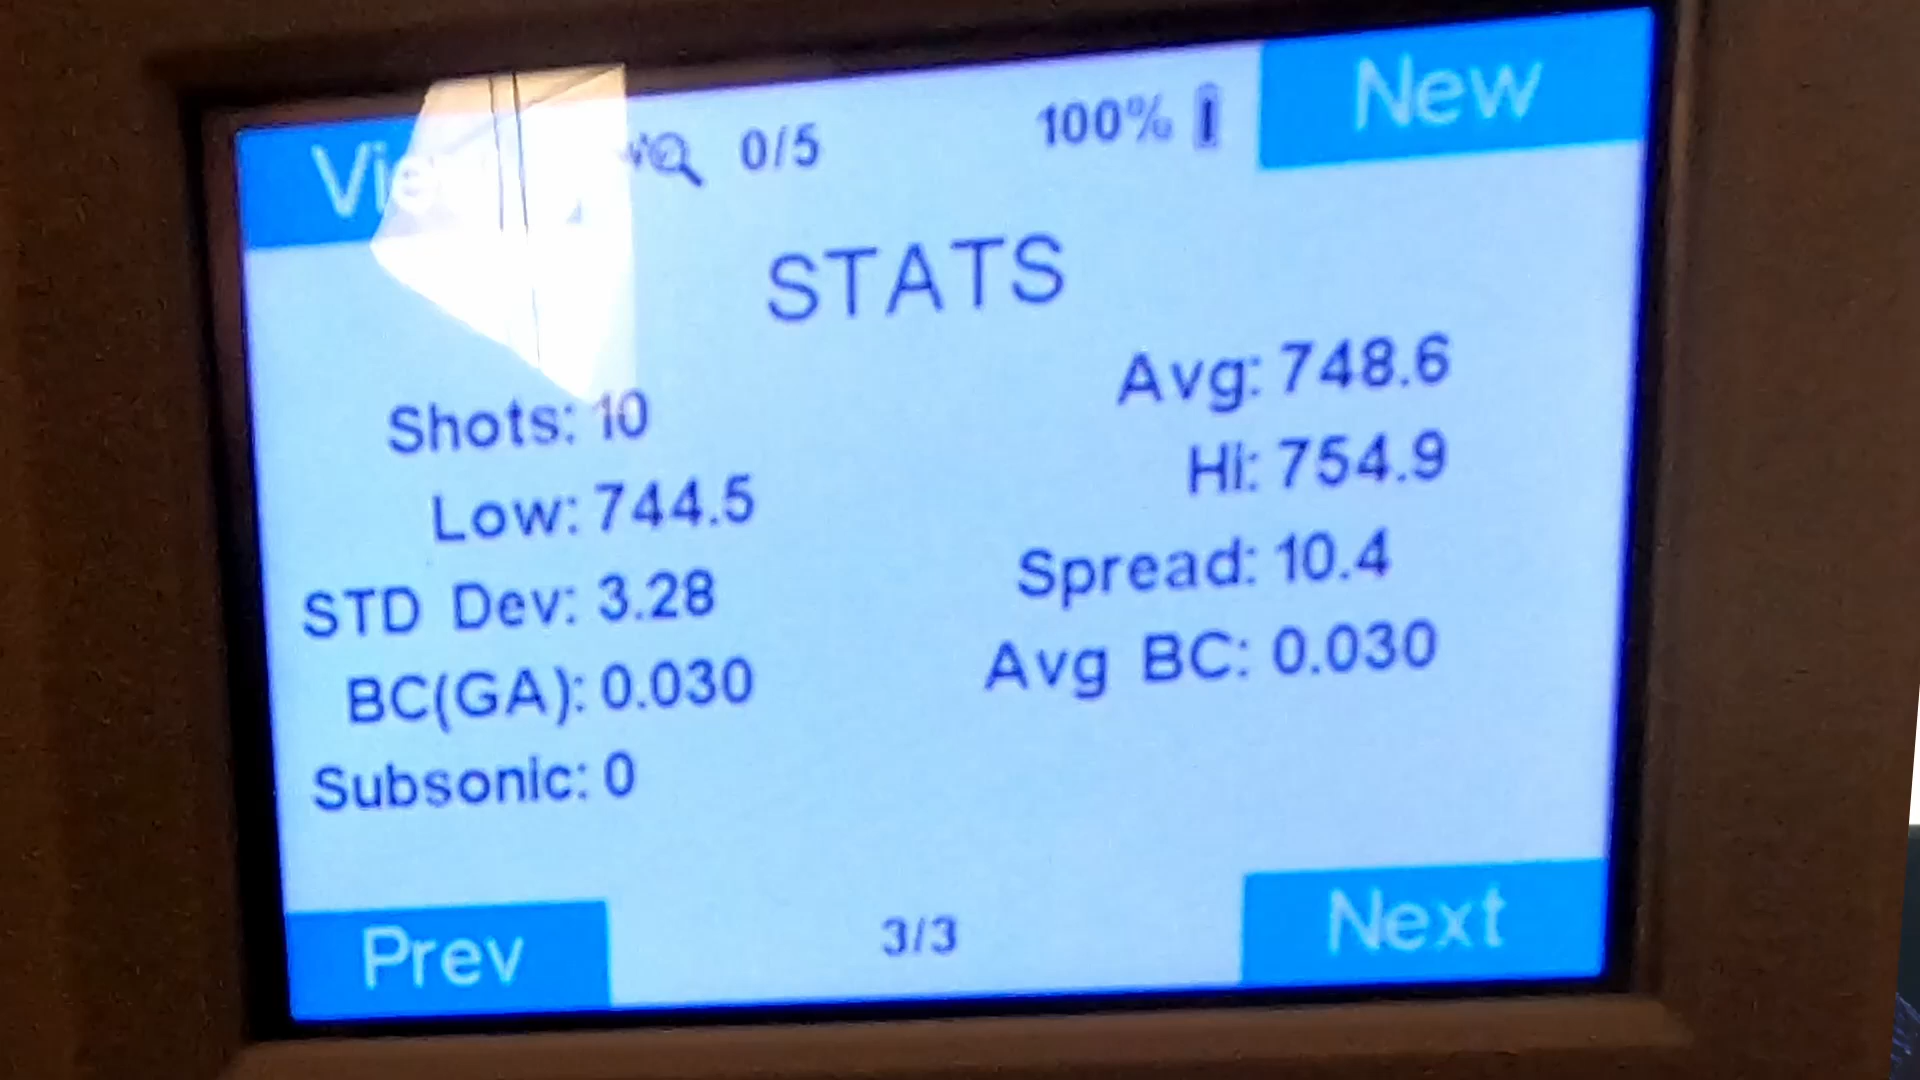 View 0/5 100% New
STATS
Shots: 10 Avg: 748.6
Low: 744.5 Hi: 754.9
STD Dev: 3.28 Spread: 10.4
BC(GA): 0.030 Avg BC: 0.030
Subsonic: 0
Prev 3/3 Next